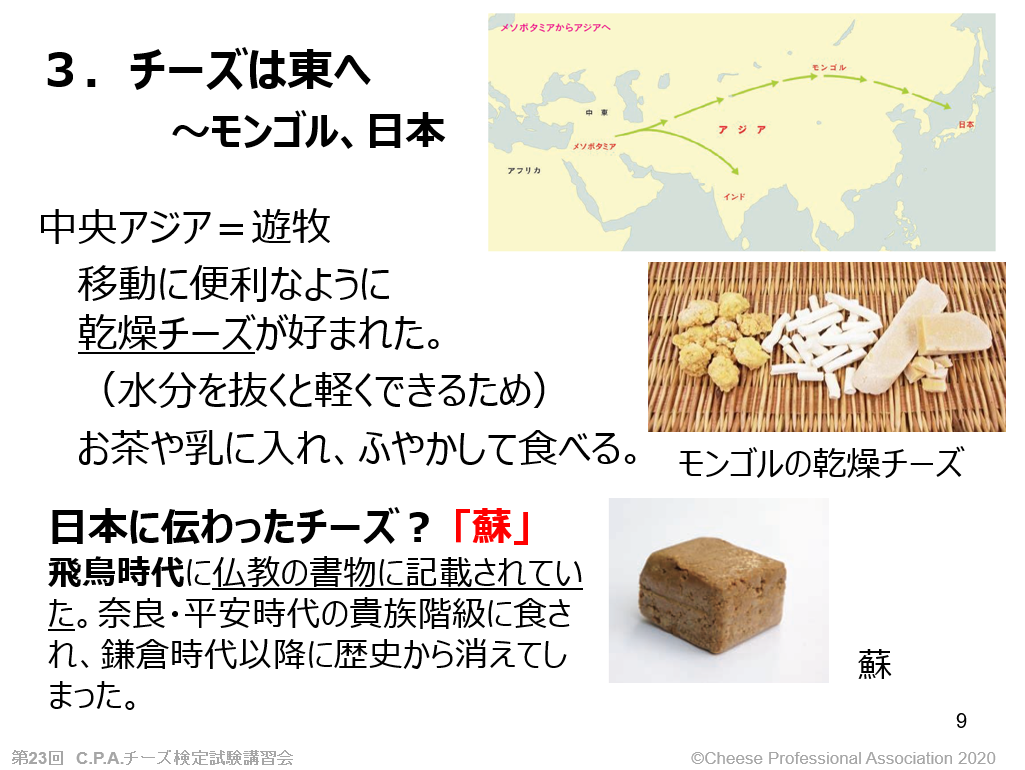 ３．チーズは東へ
～モンゴル、日本
メソポタミアからアジアへ
モンゴル
中 東
アジア
日本
メソポタミア
アフリカ
インド
中央アジア＝遊牧
移動に便利なように
乾燥チーズが好まれた。
（水分を抜くと軽くできるため）
お茶や乳に入れ、ふやかして食べる。
モンゴルの乾燥チーズ
日本に伝わったチーズ？「蘇」
飛鳥時代に仏教の書物に記載されてい
た。奈良・平安時代の貴族階級に食さ
れ、鎌倉時代以降に歴史から消えてし
まった。
蘇
9
第23回 C.P.A.チーズ検定試験講習会
©Cheese Professional Association 2020